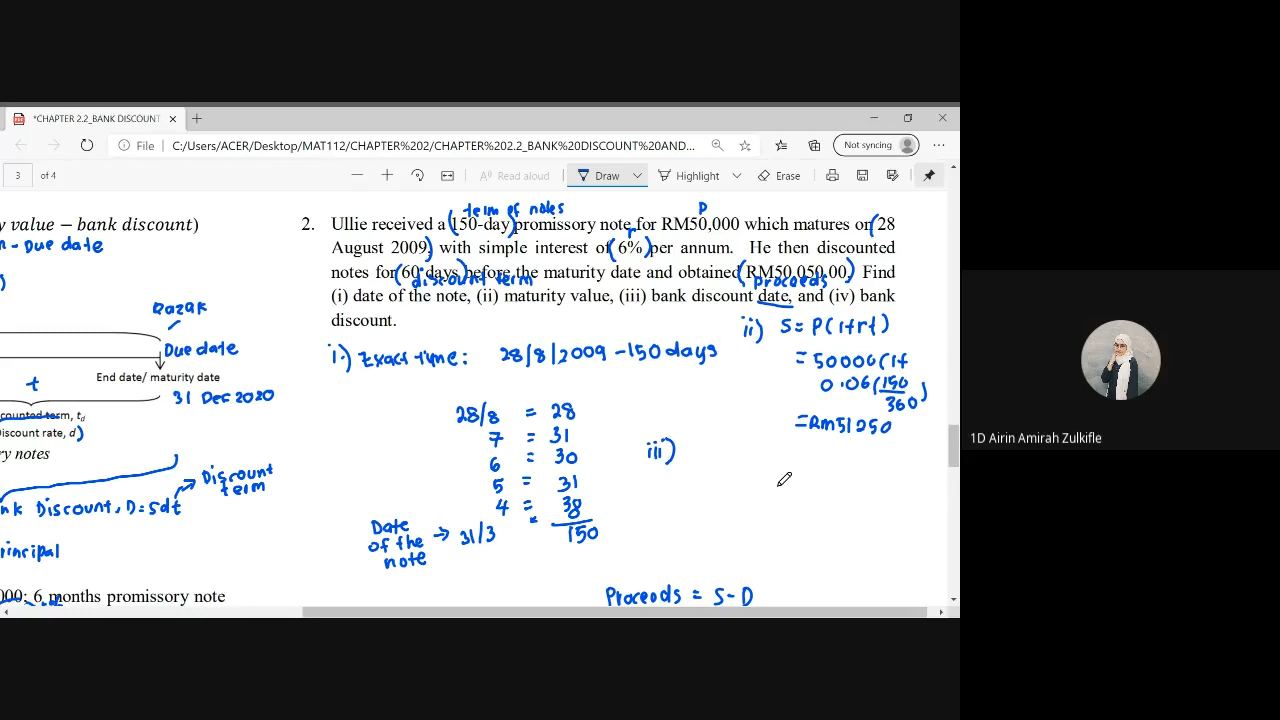 *CHAPTER 2.2_BANK DISCOUNT
File C:/Users/ACER/Desktop/MAT112/CHAPTER%202/CHAPTER%202.2_BANK%20DISCOUNT%20AND... Not syncing
3 of 4 Read aloud Draw Highlight Erase
y value – bank discount)
n - Due date
)
Razak
Due date
End date/ maturity date
t
31 Dec 2020
counted term, t_d
Discount rate, d)
ry notes
Discount term
nk Discount, D = Sdt
rincipal
000; 6 months promissory note
term of notes P
2. Ullie received a (150-day) promissory note for RM50,000 which matures on (28
r
August 2009) with simple interest of (6%) per annum. He then discounted
notes for (60 days) before the maturity date and obtained (RM50,050.00). Find
discount term proceeds
(i) date of the note, (ii) maturity value, (iii) bank discount date, and (iv) bank
discount.
i.) Exact time: 28/8/2009 - 150 days
28/8 = 28
7 = 31
6 = 30
5 = 31
4 = 38
Date of the note → 31/3 150
ii) S = P(1+rt)
= 50000(1+
0.06(150/360)
= RM51250
iii)
Proceeds = S - D
1D Airin Amirah Zulkifle